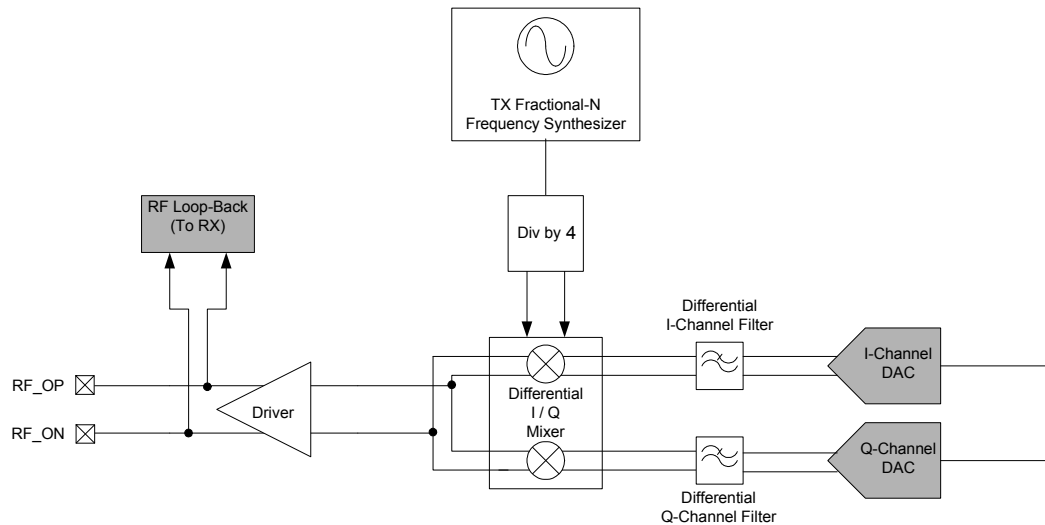 TX Fractional-N
Frequency Synthesizer
RF Loop-Back
(To RX)
Div by 4
Differential
I-Channel Filter
I-Channel
DAC
RF_OP
RF_ON
Driver
Differential
I / Q
Mixer
Q-Channel
DAC
Differential
Q-Channel Filter